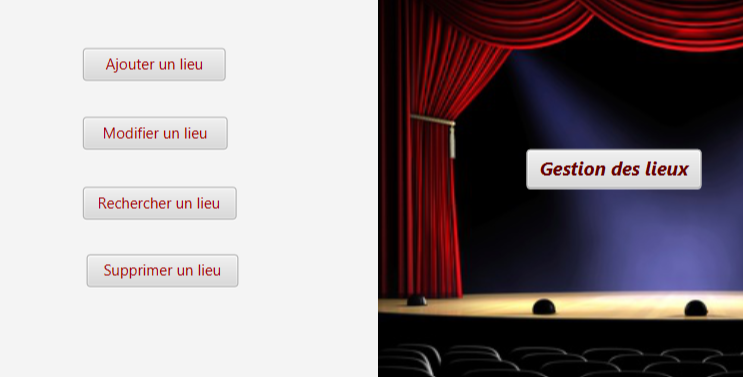 Ajouter un lieu
Modifier un lieu
Rechercher un lieu
Supprimer un lieu
Gestion des lieux